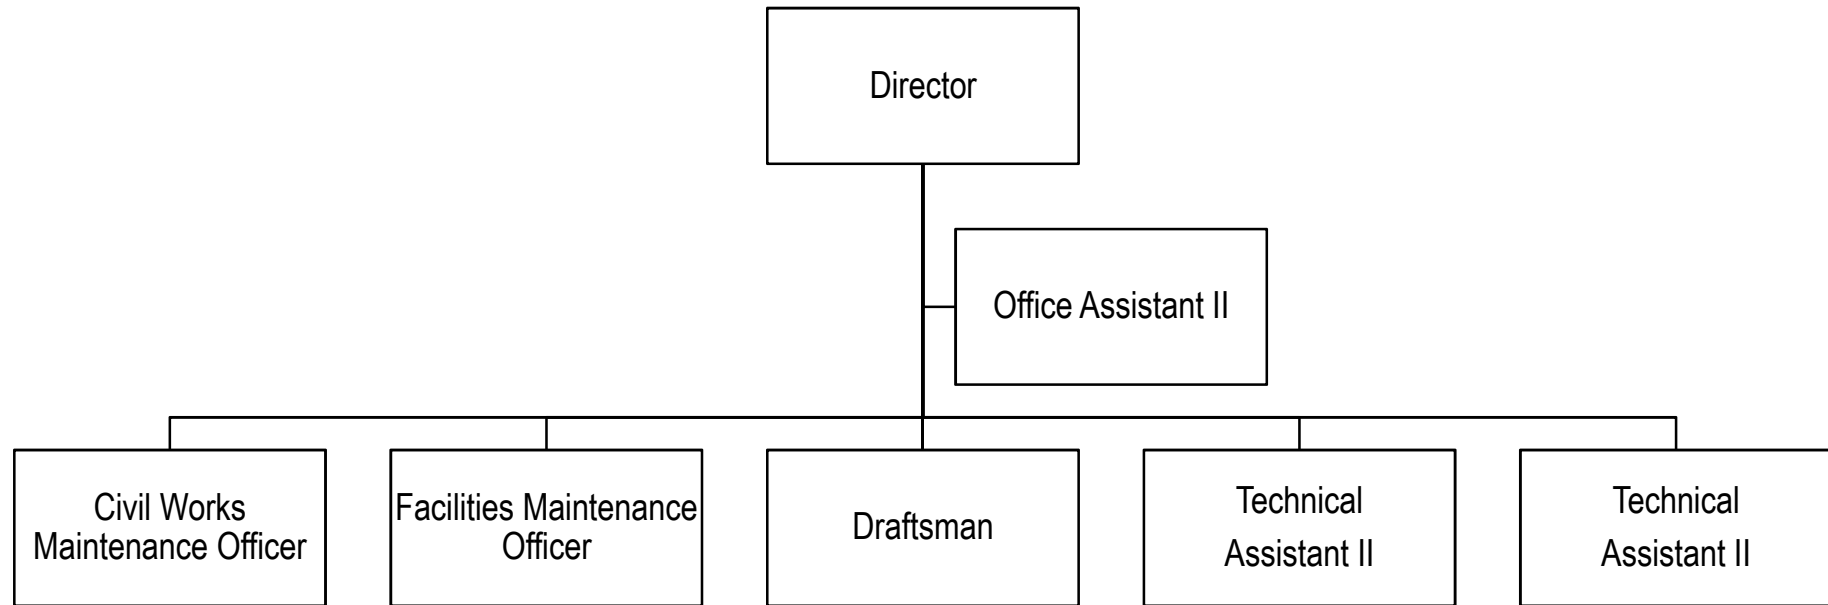 Director
Office Assistant II
Civil Works
Maintenance Officer
Facilities Maintenance
Officer
Draftsman
Technical
Assistant II
Technical
Assistant II